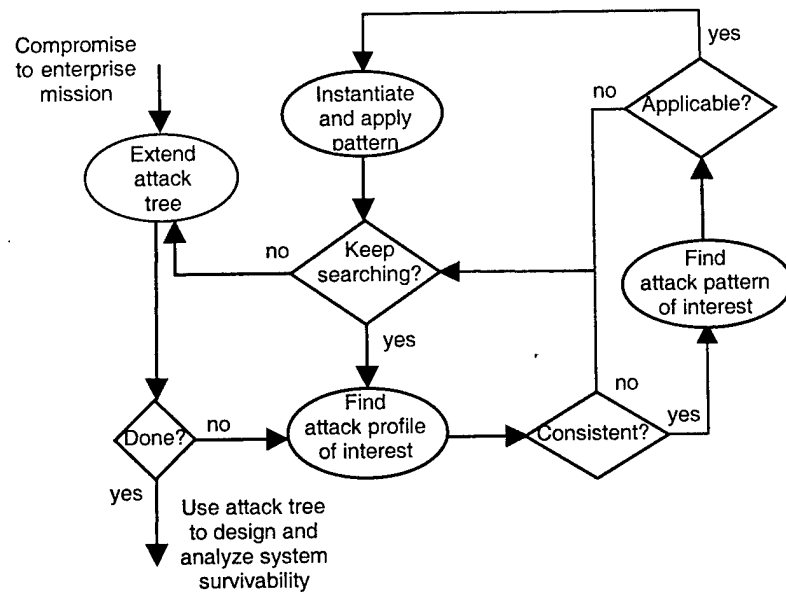 Compromise
to enterprise
mission
yes
Instantiate
and apply
pattern
no
Applicable?
Extend
attack
tree
no
Keep
searching?
Find
attack pattern
of interest
yes
no
Done?
no
Find
attack profile
of interest
Consistent?
yes
yes
Use attack tree
to design and
analyze system
survivability